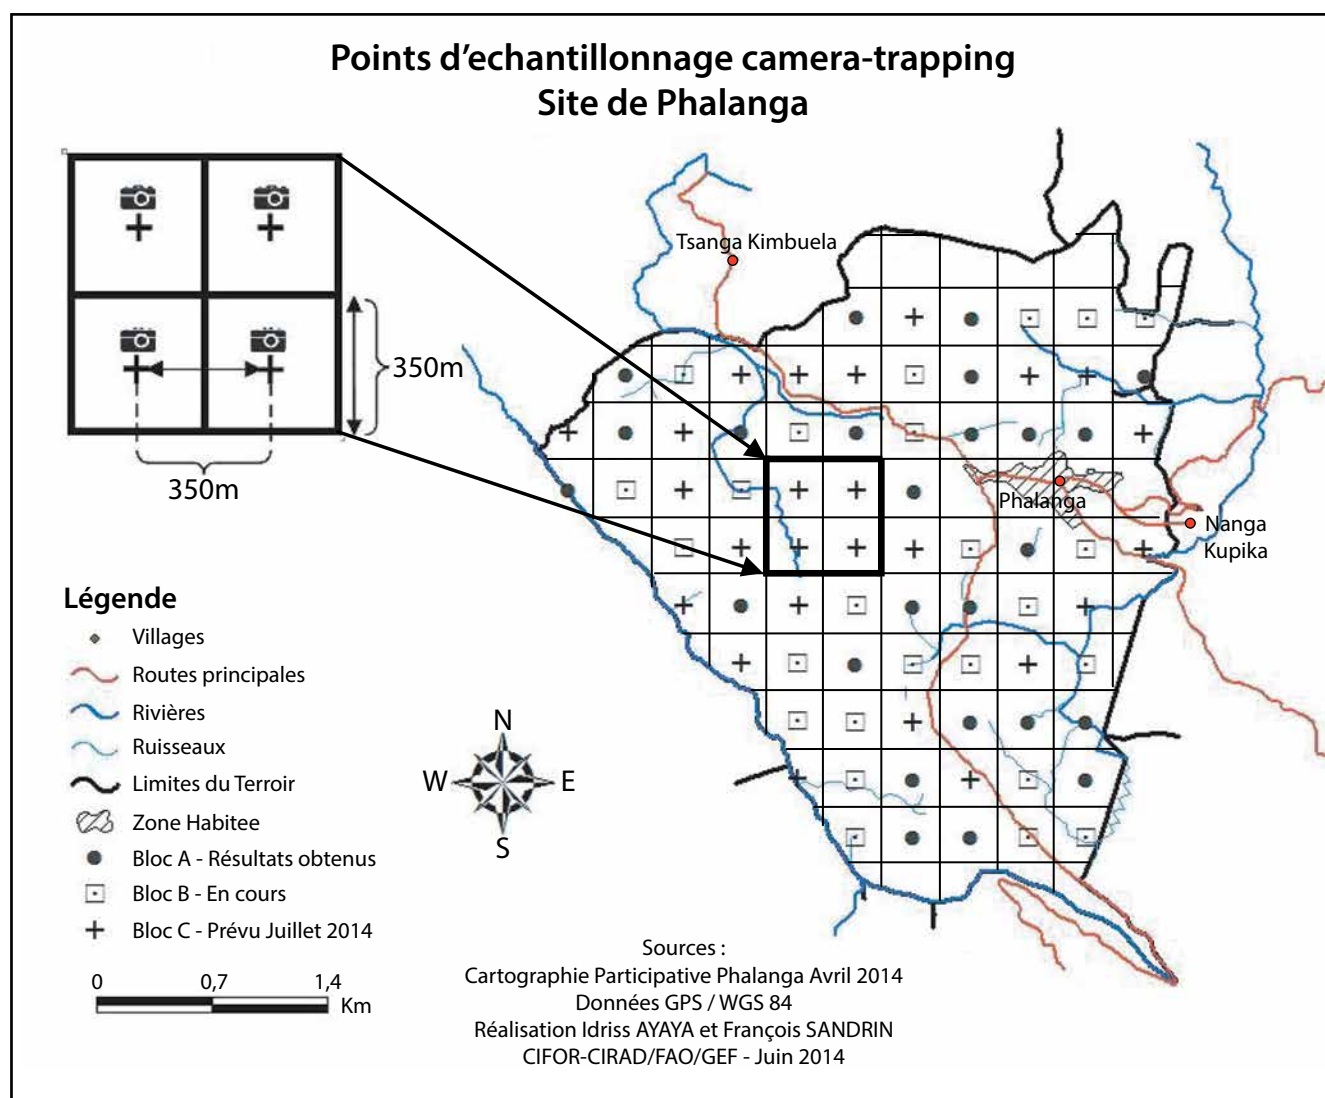 Points d’echantillonnage camera-trapping
Site de Phalanga
Tsanga Kimbuela
350m
350m
Phalanga
Nanga
Kupika
Légende
Villages
Routes principales
Rivières
Ruisseaux
Limites du Terroir
Zone Habitee
Bloc A - Résultats obtenus
Bloc B - En cours
Bloc C - Prévu Juillet 2014
0 0,7 1,4
Km
N
W E
S
Sources :
Cartographie Participative Phalanga Avril 2014
Données GPS / WGS 84
Réalisation Idriss AYAYA et François SANDRIN
CIFOR-CIRAD/FAO/GEF - Juin 2014